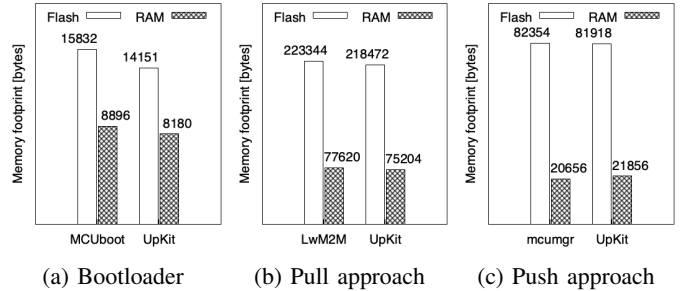 Memory footprint [bytes]
Flash RAM
15832
14151
8896
8180
MCUboot UpKit
(a) Bootloader
Memory footprint [bytes]
Flash RAM
223344
218472
77620
75204
LwM2M UpKit
(b) Pull approach
Memory footprint [bytes]
Flash RAM
82354
81918
20656
21856
mcumgr UpKit
(c) Push approach